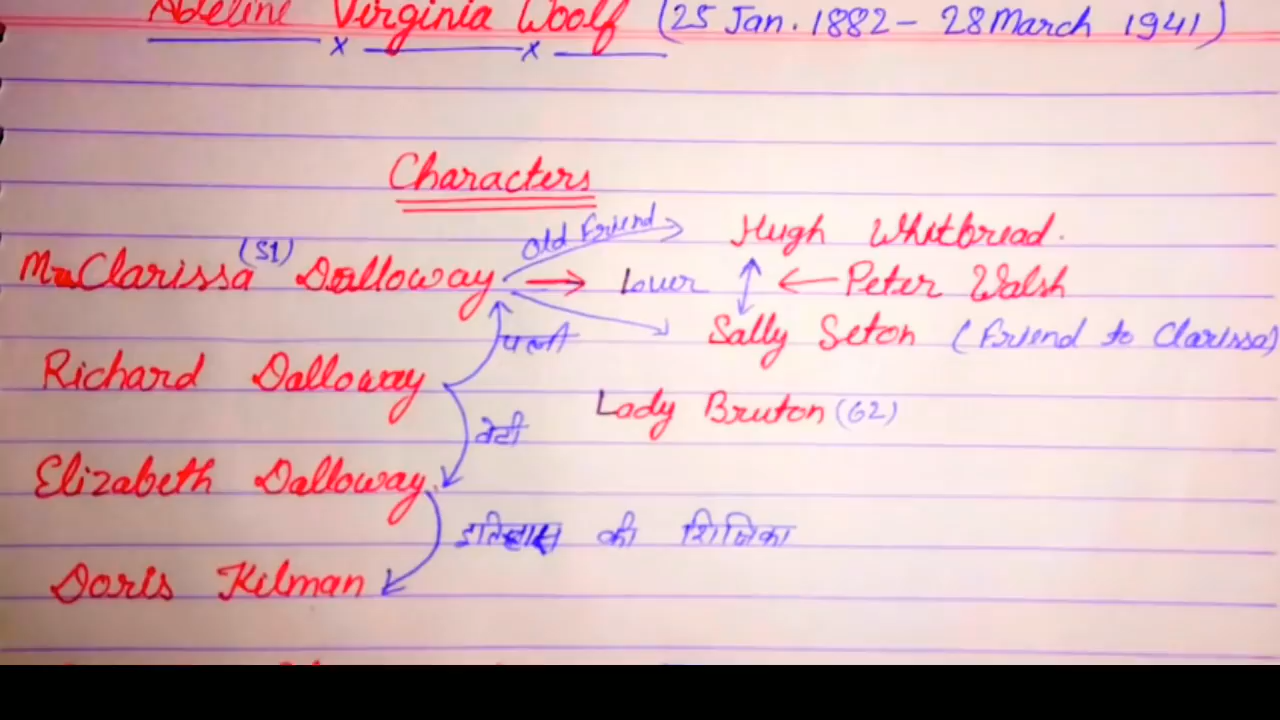 Adeline Virginia Woolf (25 Jan. 1882 - 28 March 1941)
Characters
Old Friend Hugh Whitbread.
(51)
Clarissa Dalloway → Lover ← Peter Walsh
Sally Seton (Friend to Clarissa)
पत्नी
Richard Dalloway
Lady Bruton (62)
बेटी
Elizabeth Dalloway
इतिहास की शिक्षिका
Doris Kilman